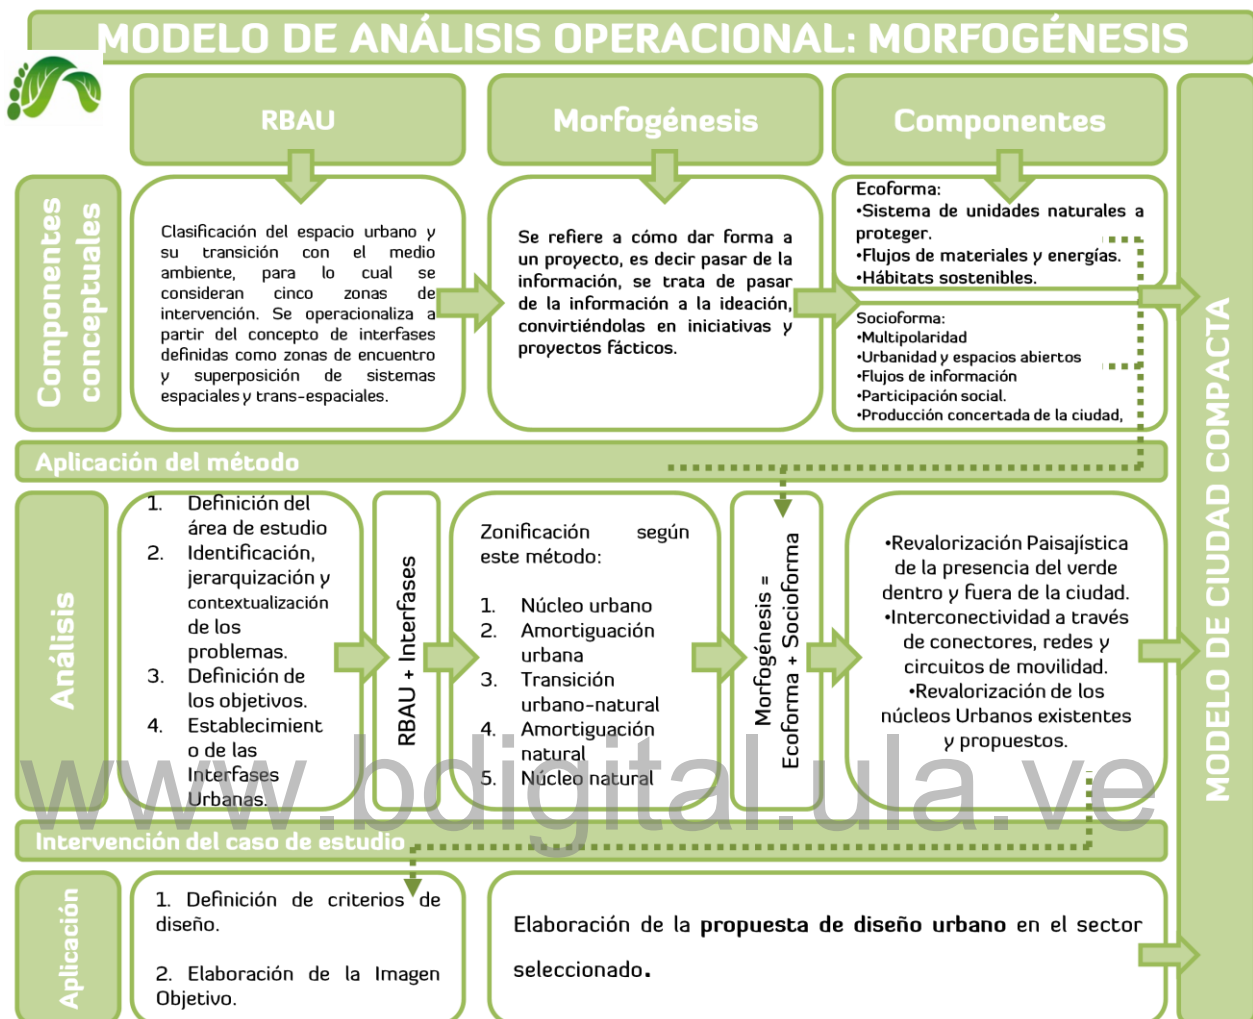 MODELO DE ANÁLISIS OPERACIONAL: MORFOGÉNESIS
RBAU
Morfogénesis
Componentes
Componentes
conceptuales
Clasificación del espacio urbano y
su transición con el medio
ambiente, para lo cual se
consideran cinco zonas de
intervención. Se operacionaliza a
partir del concepto de interfases
definidas como zonas de encuentro
y superposición de sistemas
espaciales y trans-espaciales.
Se refiere a cómo dar forma a
un proyecto, es decir pasar de la
información, se trata de pasar
de la información a la ideación,
convirtiéndolas en iniciativas y
proyectos fácticos.
Ecoforma:
•Sistema de unidades naturales a
proteger.
•Flujos de materiales y energías.
•Hábitats sostenibles.
Socioforma:
•Multipolaridad
•Urbanidad y espacios abiertos
•Flujos de información
•Participación social.
•Producción concertada de la ciudad,
MODELO DE CIUDAD COMPACTA
Aplicación del método
Análisis
1. Definición del
área de estudio
2. Identificación,
jerarquización y
contextualización
de los
problemas.
3. Definición de
los objetivos.
4. Establecimient
o de las
Interfases
Urbanas.
RBAU + Interfases
Zonificación según
este método:
1. Núcleo urbano
2. Amortiguación
urbana
3. Transición
urbano-natural
4. Amortiguación
natural
5. Núcleo natural
Morfogénesis =
Ecoforma + Socioforma
•Revalorización Paisajística
de la presencia del verde
dentro y fuera de la ciudad.
•Interconectividad a través
de conectores, redes y
circuitos de movilidad.
•Revalorización de los
núcleos Urbanos existentes
y propuestos.
www.bdigital.ula.ve
Intervención del caso de estudio
Aplicación
1. Definición de criterios de
diseño.
2. Elaboración de la Imagen
Objetivo.
Elaboración de la propuesta de diseño urbano en el sector
seleccionado.